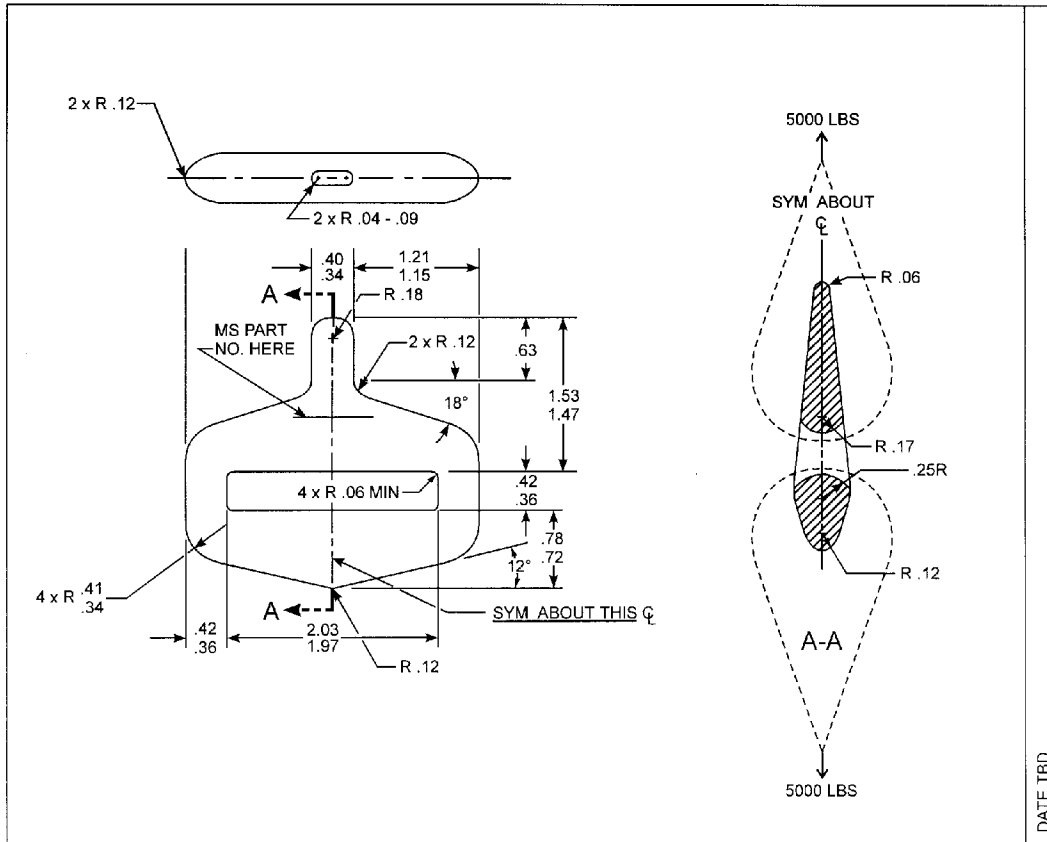 2 x R .12
2 x R .04 - .09
.40
.34
1.21
1.15
A
R .18
MS PART
NO. HERE
2 x R .12
.63
1.53
1.47
18°
4 x R .06 MIN
.42
.36
.78
.72
12°
4 x R .41
.34
A
SYM ABOUT THIS ℄
.42
.36
2.03
1.97
R .12
5000 LBS
SYM ABOUT
℄
R .06
R .17
.25R
R .12
A-A
5000 LBS
DATE TBD